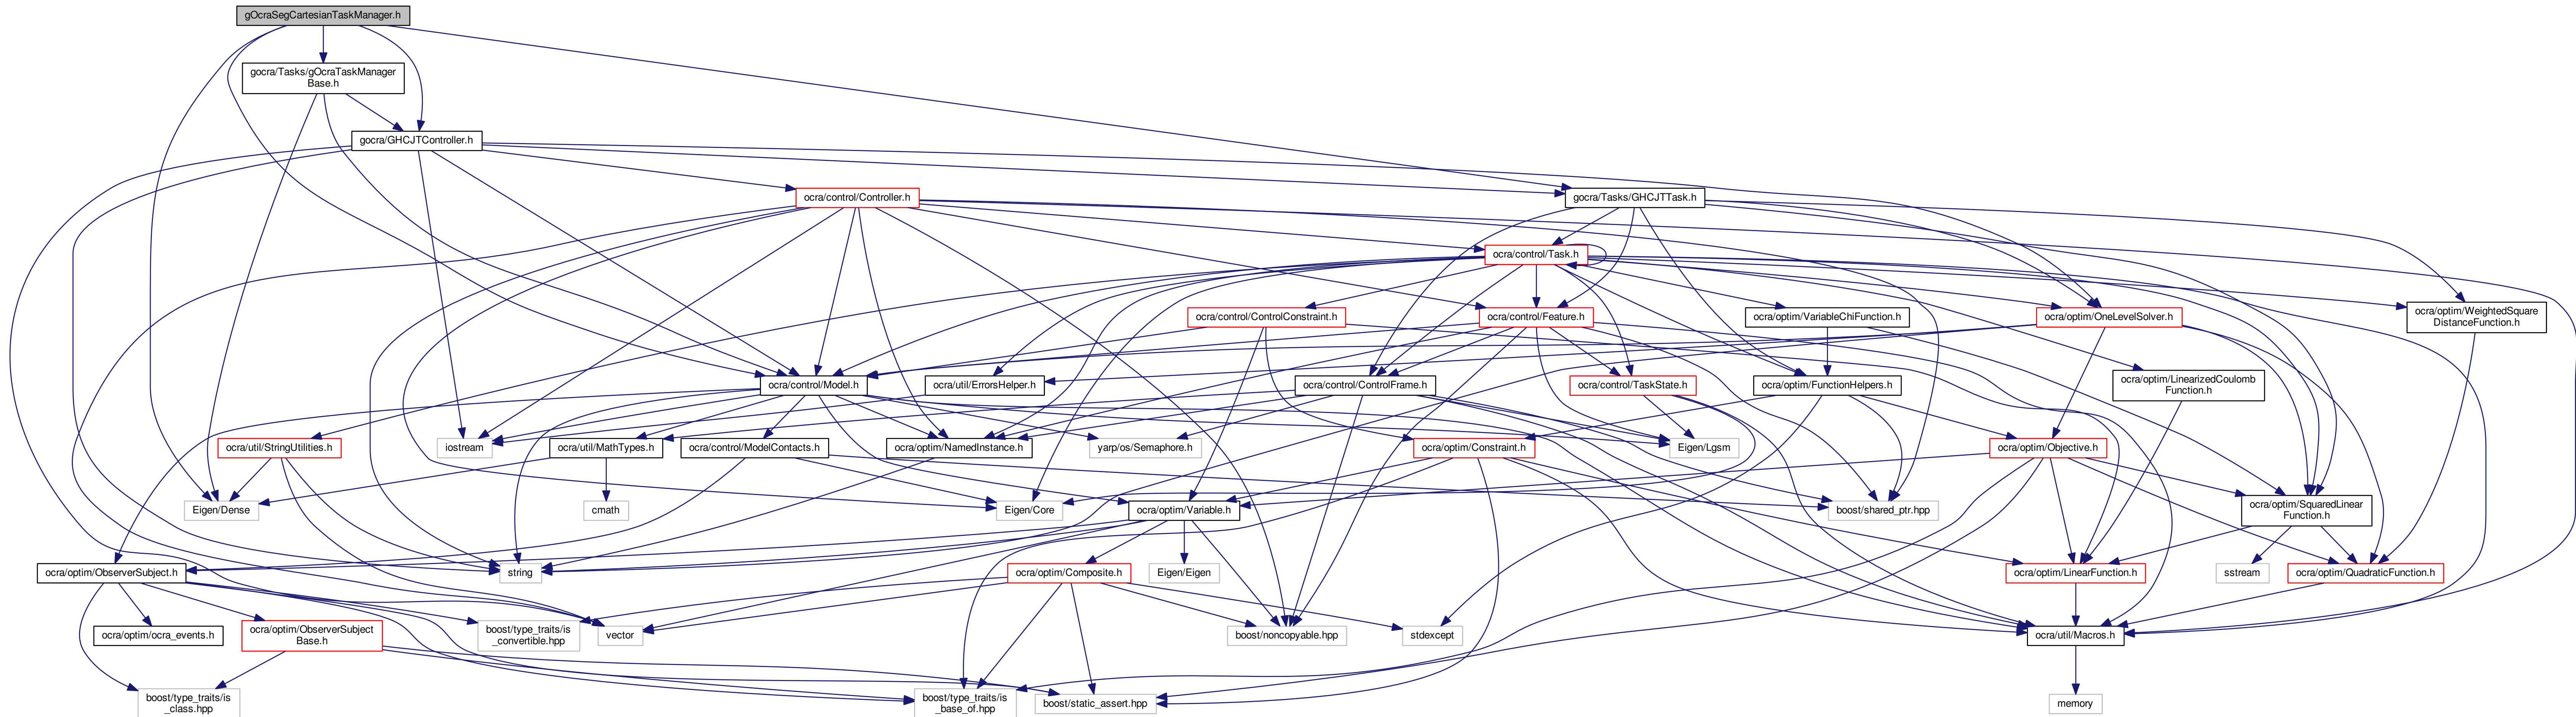 gOcraSegCartesianTaskManager.h
gocra/Tasks/gOcraTaskManager
Base.h
gocra/GHCJTController.h
ocra/control/Controller.h
gocra/Tasks/GHCJTTask.h
ocra/control/Task.h
ocra/control/ControlConstraint.h
ocra/control/Feature.h
ocra/optim/VariableChiFunction.h
ocra/optim/OneLevelSolver.h
ocra/optim/WeightedSquare
DistanceFunction.h
ocra/control/Model.h
ocra/util/ErrorsHelper.h
ocra/control/ControlFrame.h
ocra/control/TaskState.h
ocra/optim/FunctionHelpers.h
ocra/optim/LinearizedCoulomb
Function.h
ocra/util/StringUtilities.h
iostream
ocra/util/MathTypes.h
ocra/control/ModelContacts.h
ocra/optim/NamedInstance.h
yarp/os/Semaphore.h
ocra/optim/Constraint.h
Eigen/Lgsm
ocra/optim/Objective.h
Eigen/Dense
cmath
Eigen/Core
ocra/optim/Variable.h
boost/shared_ptr.hpp
ocra/optim/SquaredLinear
Function.h
ocra/optim/ObserverSubject.h
string
ocra/optim/Composite.h
Eigen/Eigen
ocra/optim/LinearFunction.h
sstream
ocra/optim/QuadraticFunction.h
ocra/optim/ocra_events.h
ocra/optim/ObserverSubject
Base.h
boost/type_traits/is
_convertible.hpp
vector
boost/noncopyable.hpp
stdexcept
ocra/util/Macros.h
boost/type_traits/is
_class.hpp
boost/type_traits/is
_base_of.hpp
boost/static_assert.hpp
memory